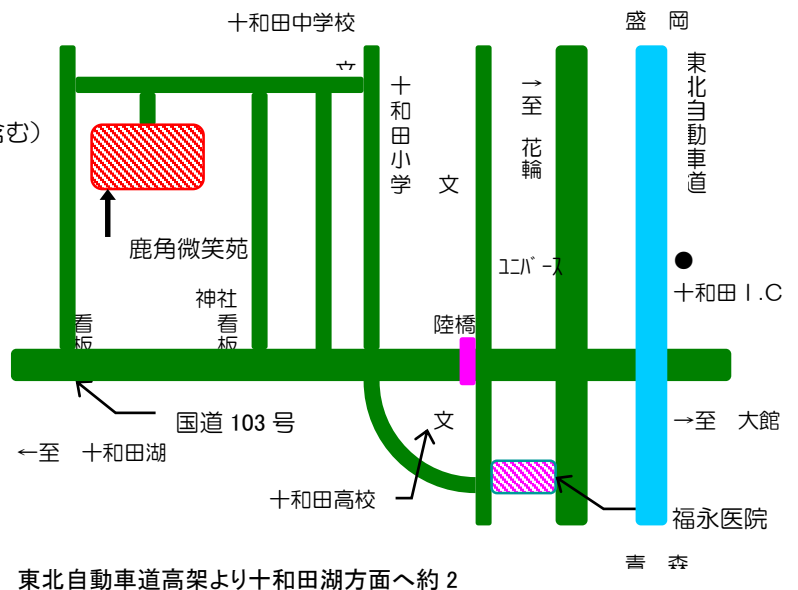 十和田中学校
盛　岡
文
十和田小学
東北自動車道
→至　花輪
含む）
文
鹿角微笑苑
ユニバース
十和田Ｉ.Ｃ
神社
看板
看板
陸橋
国道 103 号
文
→至　大館
←至　十和田湖
十和田高校
福永医院
青　森
東北自動車道高架より十和田湖方面へ約 2